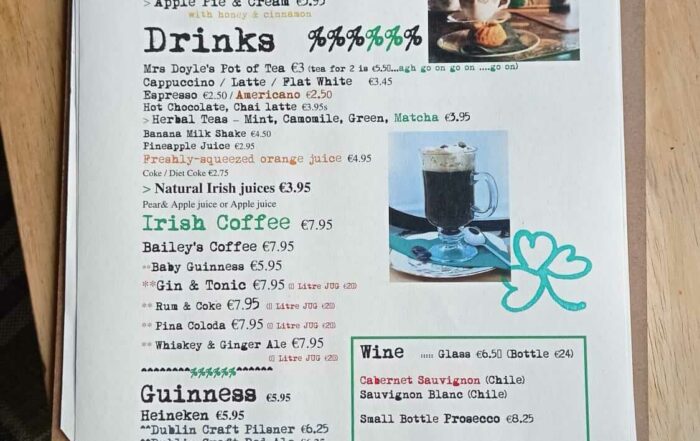 > Apple Pie & Cream €5.95
with honey & cinnamon
Drinks %%%%%%
Mrs Doyle's Pot of Tea €3 (tea for 2 is €5.50...agh go on go on ....go on)
Cappuccino / Latte / Flat White €3.45
Espresso €2.50 / Americano €2.50
Hot Chocolate, Chai latte €3.95s
> Herbal Teas – Mint, Camomile, Green, Matcha €3.95
Banana Milk Shake €4.50
Pineapple Juice €2.95
Freshly-squeezed orange juice €4.95
Coke / Diet Coke €2.75
> Natural Irish juices €3.95
Pear& Apple juice or Apple juice
Irish Coffee €7.95
Bailey's Coffee €7.95
**Baby Guinness €5.95
**Gin & Tonic €7.95 (1 Litre JUG €20)
** Rum & Coke €7.95 (1 Litre JUG €20)
** Pina Coloda €7.95 (1 Litre JUG €20)
** Whiskey & Ginger Ale €7.95
(1 Litre JUG €20)
^^^^^^^^%%%%%%^^^^^^
Guinness €5.95
Heineken €5.95
^^Dublin Craft Pilsner €6.25
Wine ::::: Glass €6.50 (Bottle €24)
Cabernet Sauvignon (Chile)
Sauvignon Blanc (Chile)
Small Bottle Prosecco €8.25